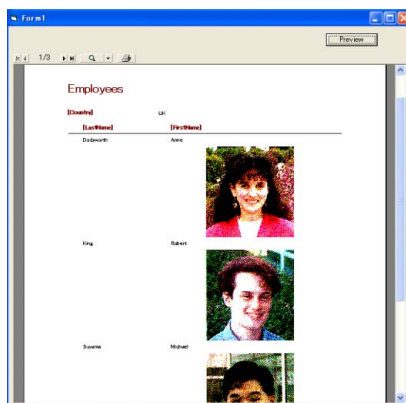 Form1
Preview
1/3
Employees
[Country] UK
[LastName] [FirstName]
Dodsworth Anne
King Robert
Suyama Michael